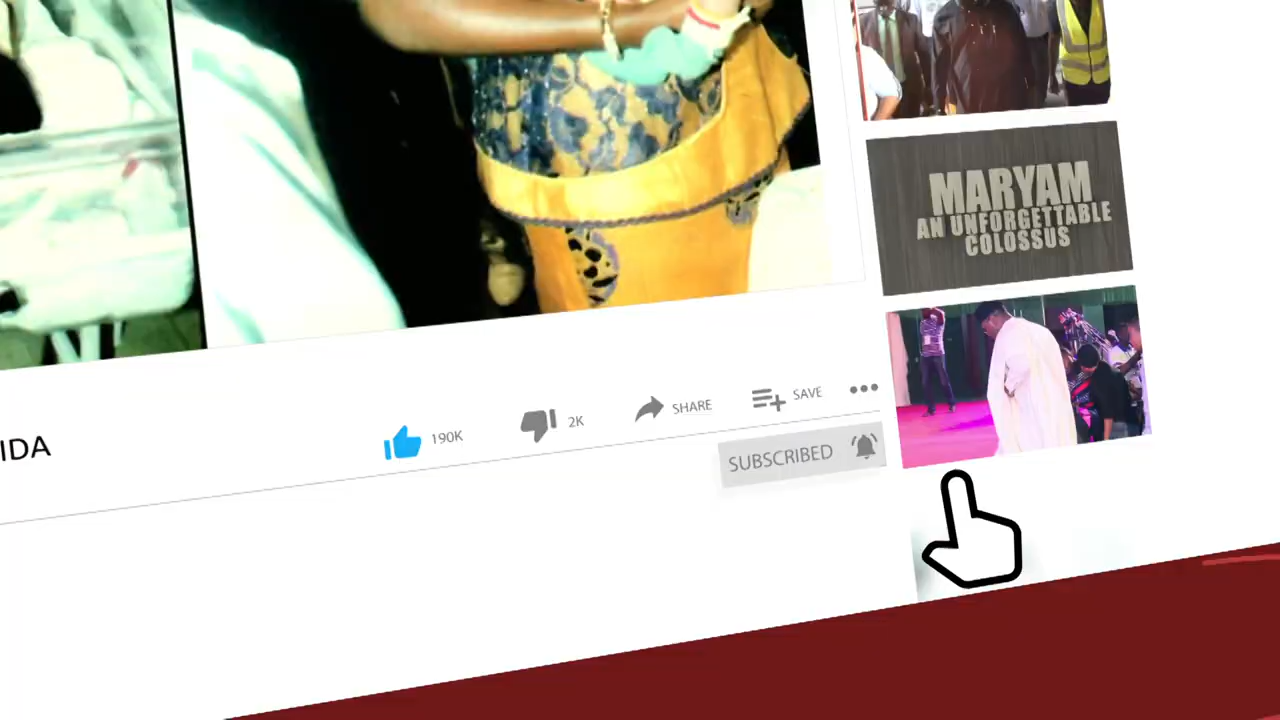 MARYAM
AN UNFORGETTABLE
COLOSSUS
IDA
190K
2K
SHARE
SAVE
SUBSCRIBED